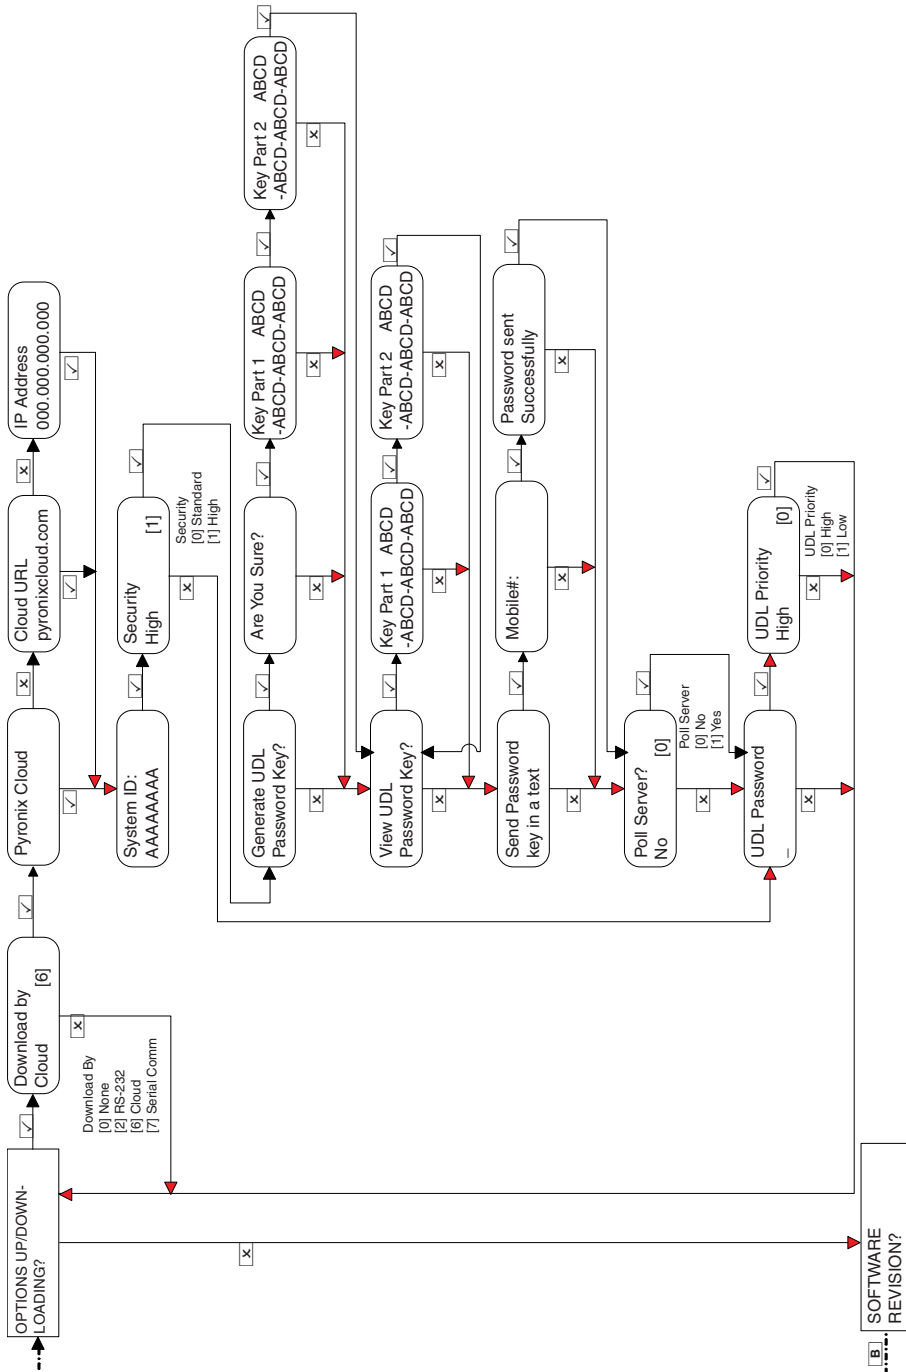 OPTIONS UP/DOWN-
LOADING?
Download by
Cloud [6]
Download By
[0] None
[2] RS-232
[6] Cloud
[7] Serial Comm
Pyronix Cloud
Cloud URL
pyronixcloud.com
IP Address
000.000.000.000
System ID:
AAAAAAAA
Security
High [1]
Security
[0] Standard
[1] High
Generate UDL
Password Key?
Are You Sure?
Key Part 1 ABCD
-ABCD-ABCD-ABCD
Key Part 2 ABCD
-ABCD-ABCD-ABCD
View UDL
Password Key?
Key Part 1 ABCD
-ABCD-ABCD-ABCD
Key Part 2 ABCD
-ABCD-ABCD-ABCD
Send Password
key in a text
Mobile#:
Password sent
Successfully
Poll Server?
No [0]
Poll Server
[0] No
[1] Yes
UDL Password
_
UDL Priority
High [0]
UDL Priority
[0] High
[1] Low
SOFTWARE
REVISION?
B